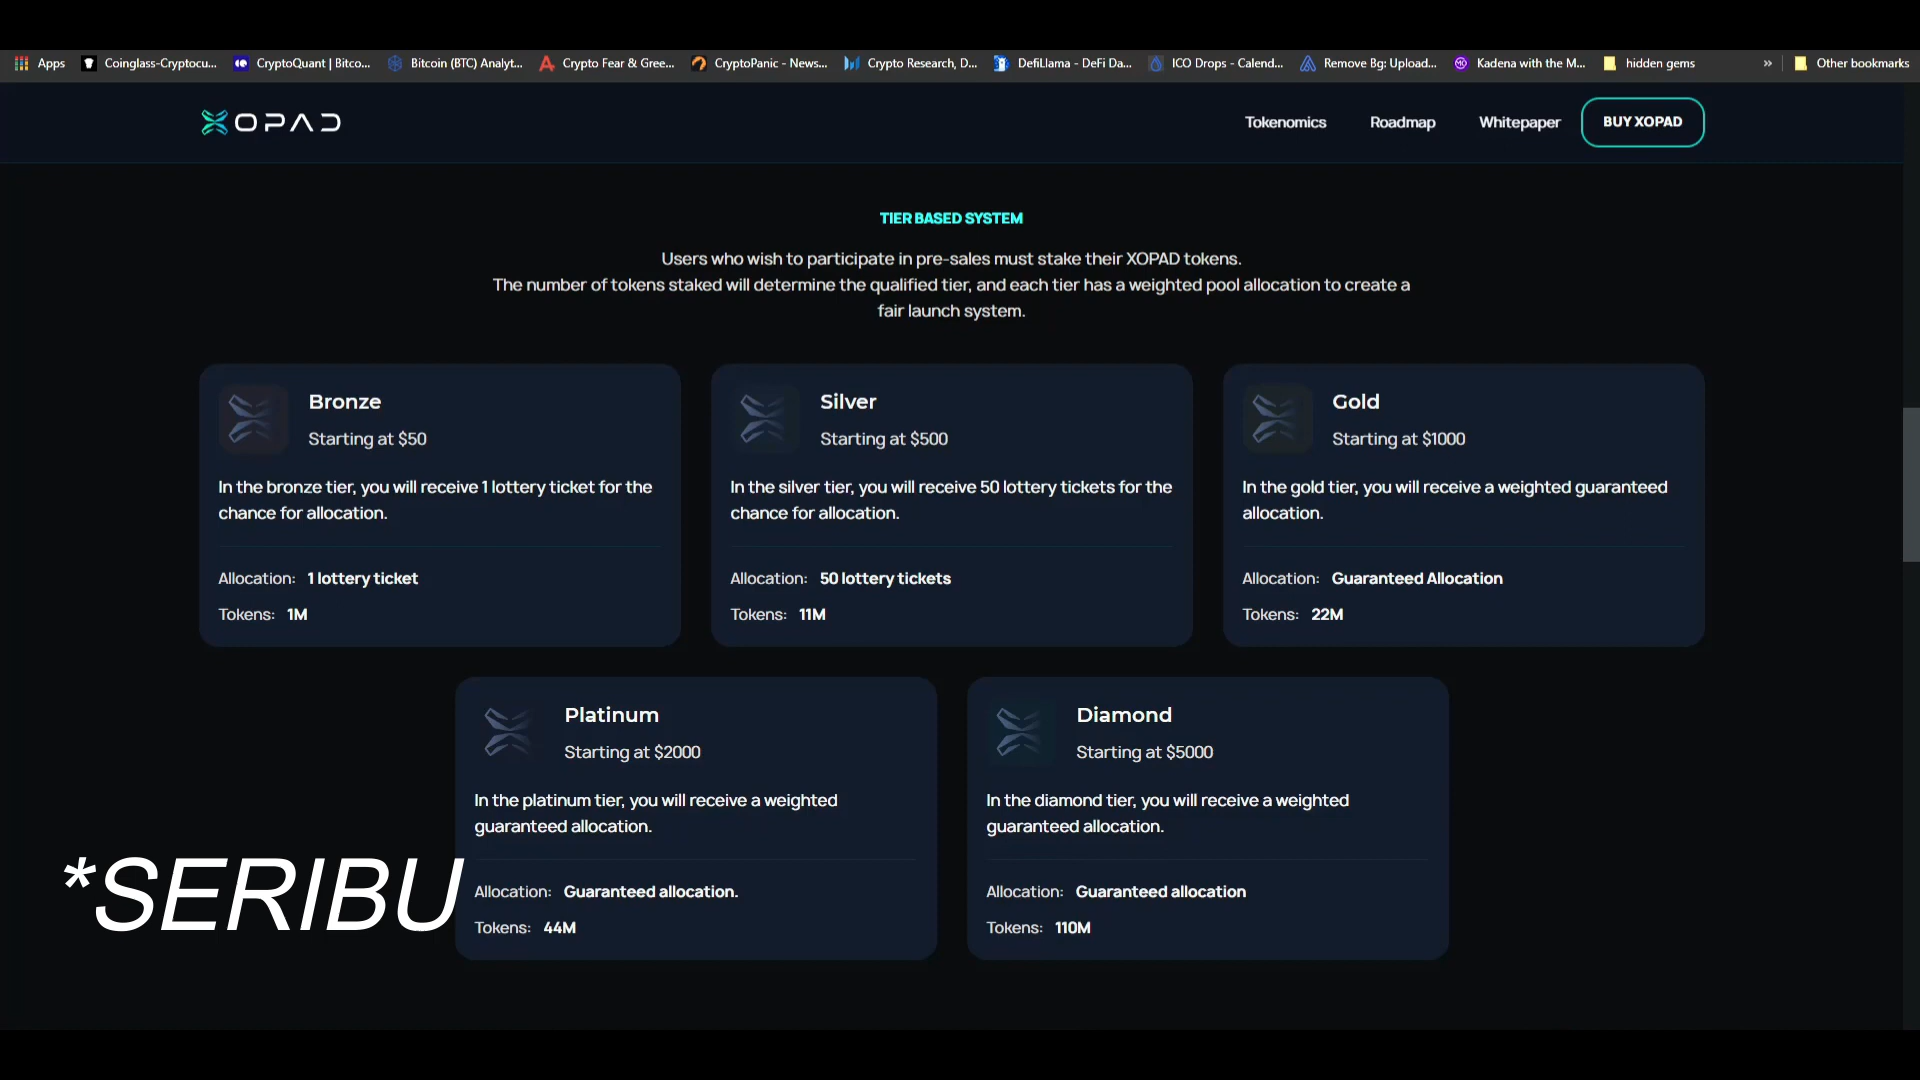 Apps Coinglass-Cryptocu... CryptoQuant | Bitco... Bitcoin (BTC) Analyt... Crypto Fear & Gree... CryptoPanic - News... Crypto Research, D... DefiLlama - DeFi Da... ICO Drops - Calend... Remove Bg: Upload... Kadena with the M... hidden gems » Other bookmarks
XOPAD Tokenomics Roadmap Whitepaper BUY XOPAD
TIER BASED SYSTEM
Users who wish to participate in pre-sales must stake their XOPAD tokens.
The number of tokens staked will determine the qualified tier, and each tier has a weighted pool allocation to create a
fair launch system.
Bronze
Starting at $50
In the bronze tier, you will receive 1 lottery ticket for the
chance for allocation.
Allocation: 1 lottery ticket
Tokens: 1M
Silver
Starting at $500
In the silver tier, you will receive 50 lottery tickets for the
chance for allocation.
Allocation: 50 lottery tickets
Tokens: 11M
Gold
Starting at $1000
In the gold tier, you will receive a weighted guaranteed
allocation.
Allocation: Guaranteed Allocation
Tokens: 22M
Platinum
Starting at $2000
In the platinum tier, you will receive a weighted
guaranteed allocation.
Allocation: Guaranteed allocation.
Tokens: 44M
Diamond
Starting at $5000
In the diamond tier, you will receive a weighted
guaranteed allocation.
Allocation: Guaranteed allocation
Tokens: 110M
*SERIBU